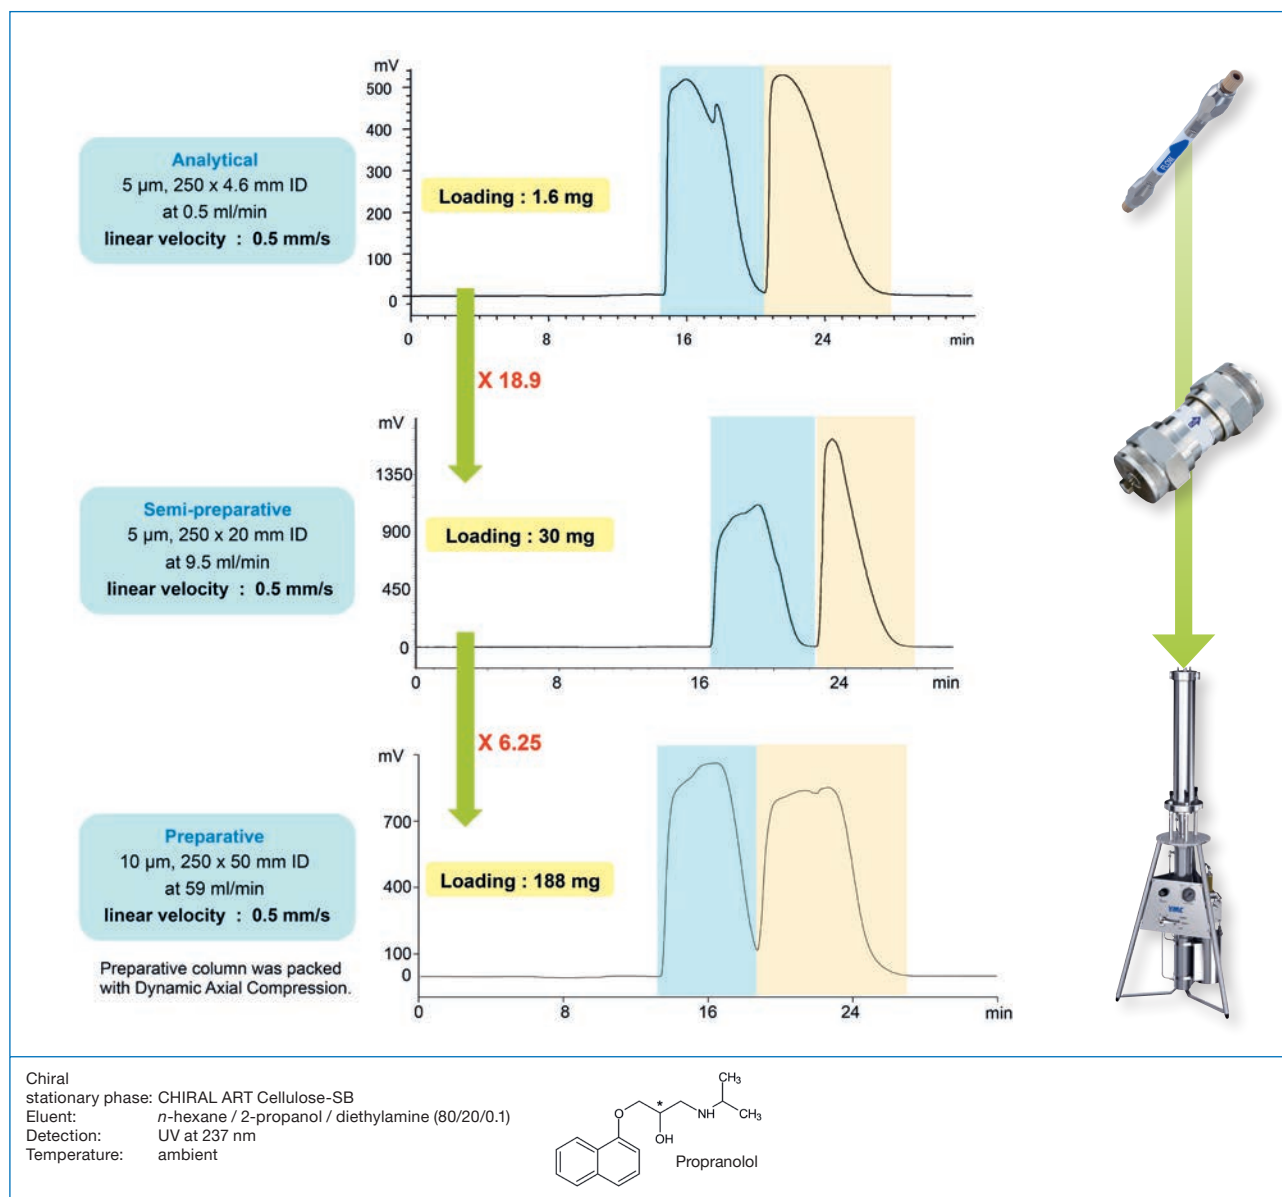 mV
500
400
300
200
100
0
0
8
16
24
min
Analytical
5 µm, 250 x 4.6 mm ID
at 0.5 ml/min
linear velocity : 0.5 mm/s
Loading : 1.6 mg
FLOW
X 18.9
mV
1350
900
450
0
0
8
16
24
min
Semi-preparative
5 µm, 250 x 20 mm ID
at 9.5 ml/min
linear velocity : 0.5 mm/s
Loading : 30 mg
X 6.25
mV
700
400
100
0
0
8
16
24
min
Preparative
10 µm, 250 x 50 mm ID
at 59 ml/min
linear velocity : 0.5 mm/s
Loading : 188 mg
Preparative column was packed
with Dynamic Axial Compression.
YMC
Chiral
stationary phase: CHIRAL ART Cellulose-SB
Eluent: n-hexane / 2-propanol / diethylamine (80/20/0.1)
Detection: UV at 237 nm
Temperature: ambient
CH3
O
*
NH
CH3
OH
Propranolol